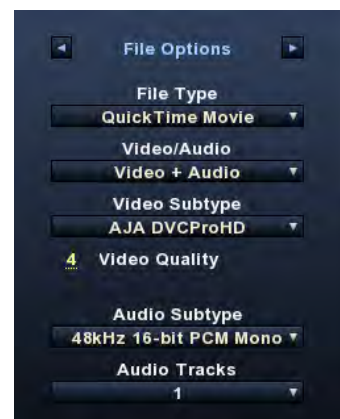 File Options
File Type
QuickTime Movie
Video/Audio
Video + Audio
Video Subtype
AJA DVCProHD
4 Video Quality
Audio Subtype
48kHz 16-bit PCM Mono
Audio Tracks
1